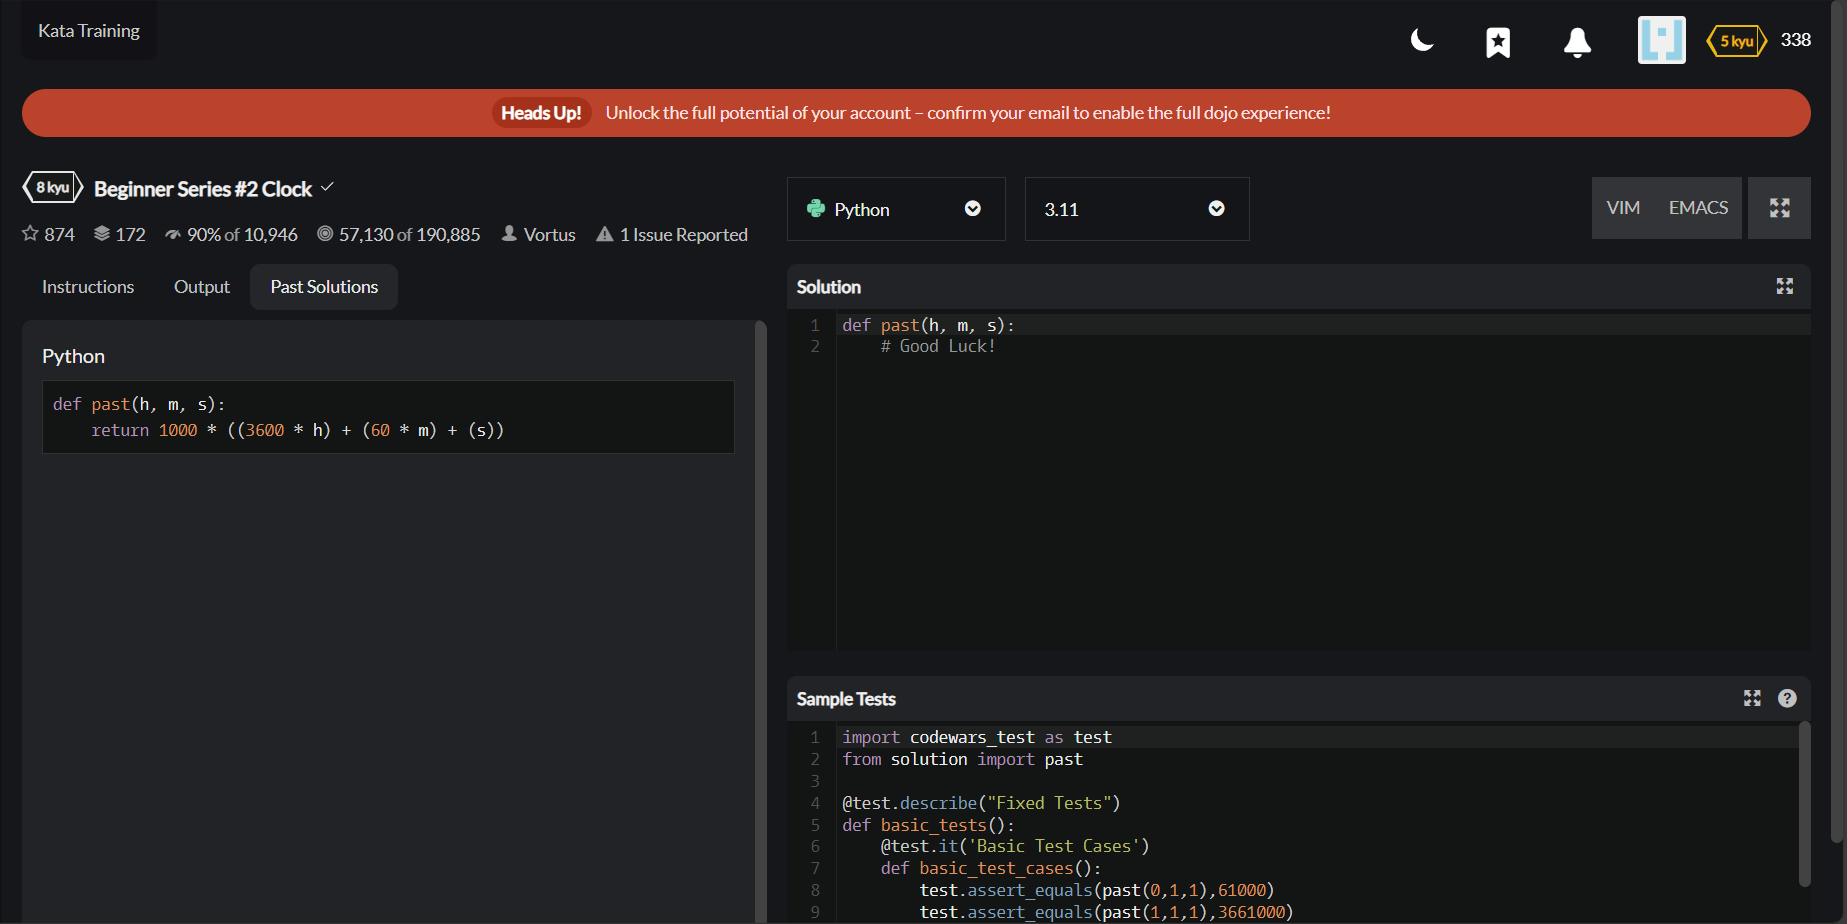 Kata Training
5 kyu 338
Heads Up! Unlock the full potential of your account – confirm your email to enable the full dojo experience!
8 kyu Beginner Series #2 Clock
874 172 90% of 10,946 57,130 of 190,885 Vortus 1 Issue Reported
Instructions Output Past Solutions
Python
def past(h, m, s):
    return 1000 * ((3600 * h) + (60 * m) + (s))
Python 3.11 VIM EMACS
Solution
1 def past(h, m, s):
2     # Good Luck!
Sample Tests
1 import codewars_test as test
2 from solution import past
3
4 @test.describe("Fixed Tests")
5 def basic_tests():
6     @test.it('Basic Test Cases')
7     def basic_test_cases():
8         test.assert_equals(past(0,1,1),61000)
9         test.assert_equals(past(1,1,1),3661000)